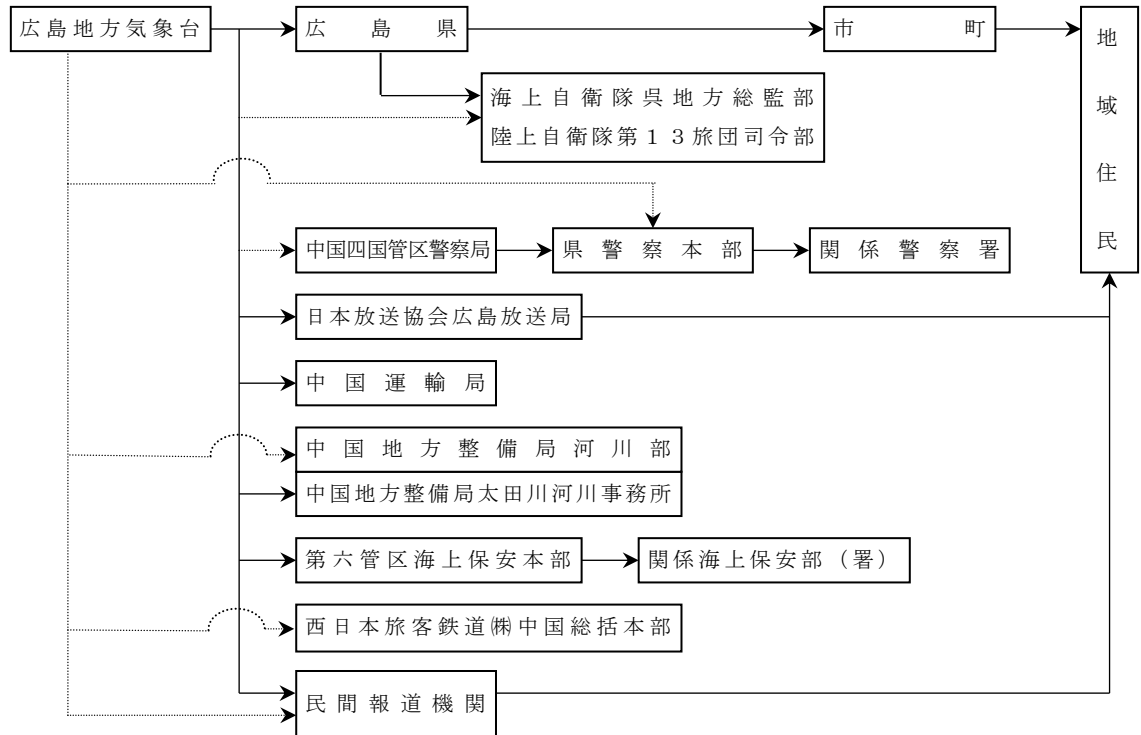 広島地方気象台
広島県
市町
地域住民
海上自衛隊呉地方総監部
陸上自衛隊第13旅団司令部
中国四国管区警察局
県警察本部
関係警察署
日本放送協会広島放送局
中国運輸局
中国地方整備局河川部
中国地方整備局太田川河川事務所
第六管区海上保安本部
関係海上保安部（署）
西日本旅客鉄道㈱中国総括本部
民間報道機関